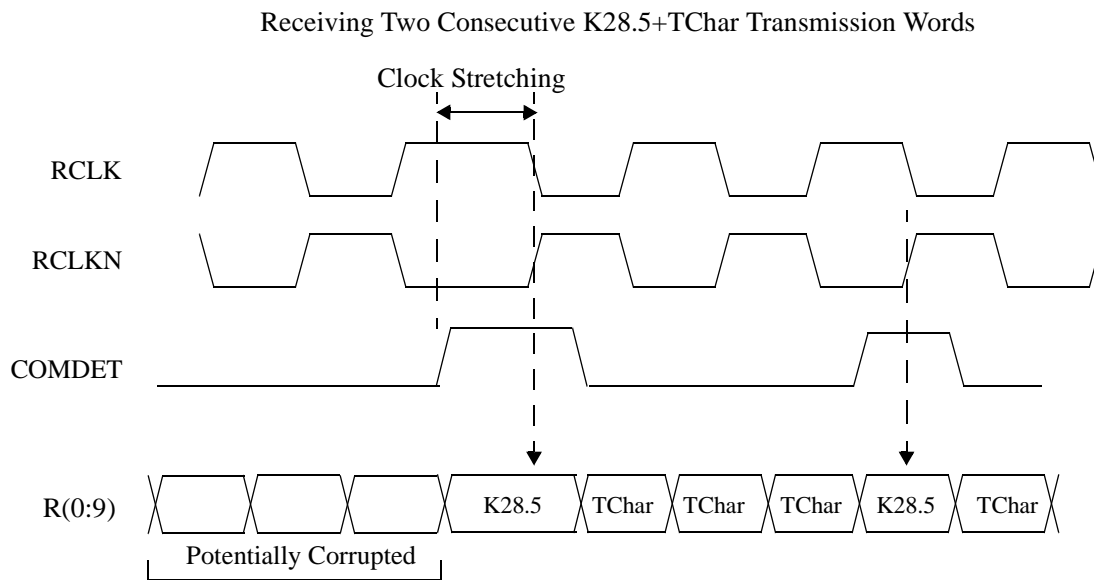 Receiving Two Consecutive K28.5+TChar Transmission Words
Clock Stretching
RCLK
RCLKN
COMDET
R(0:9)
K28.5 TChar TChar TChar K28.5 TChar
Potentially Corrupted